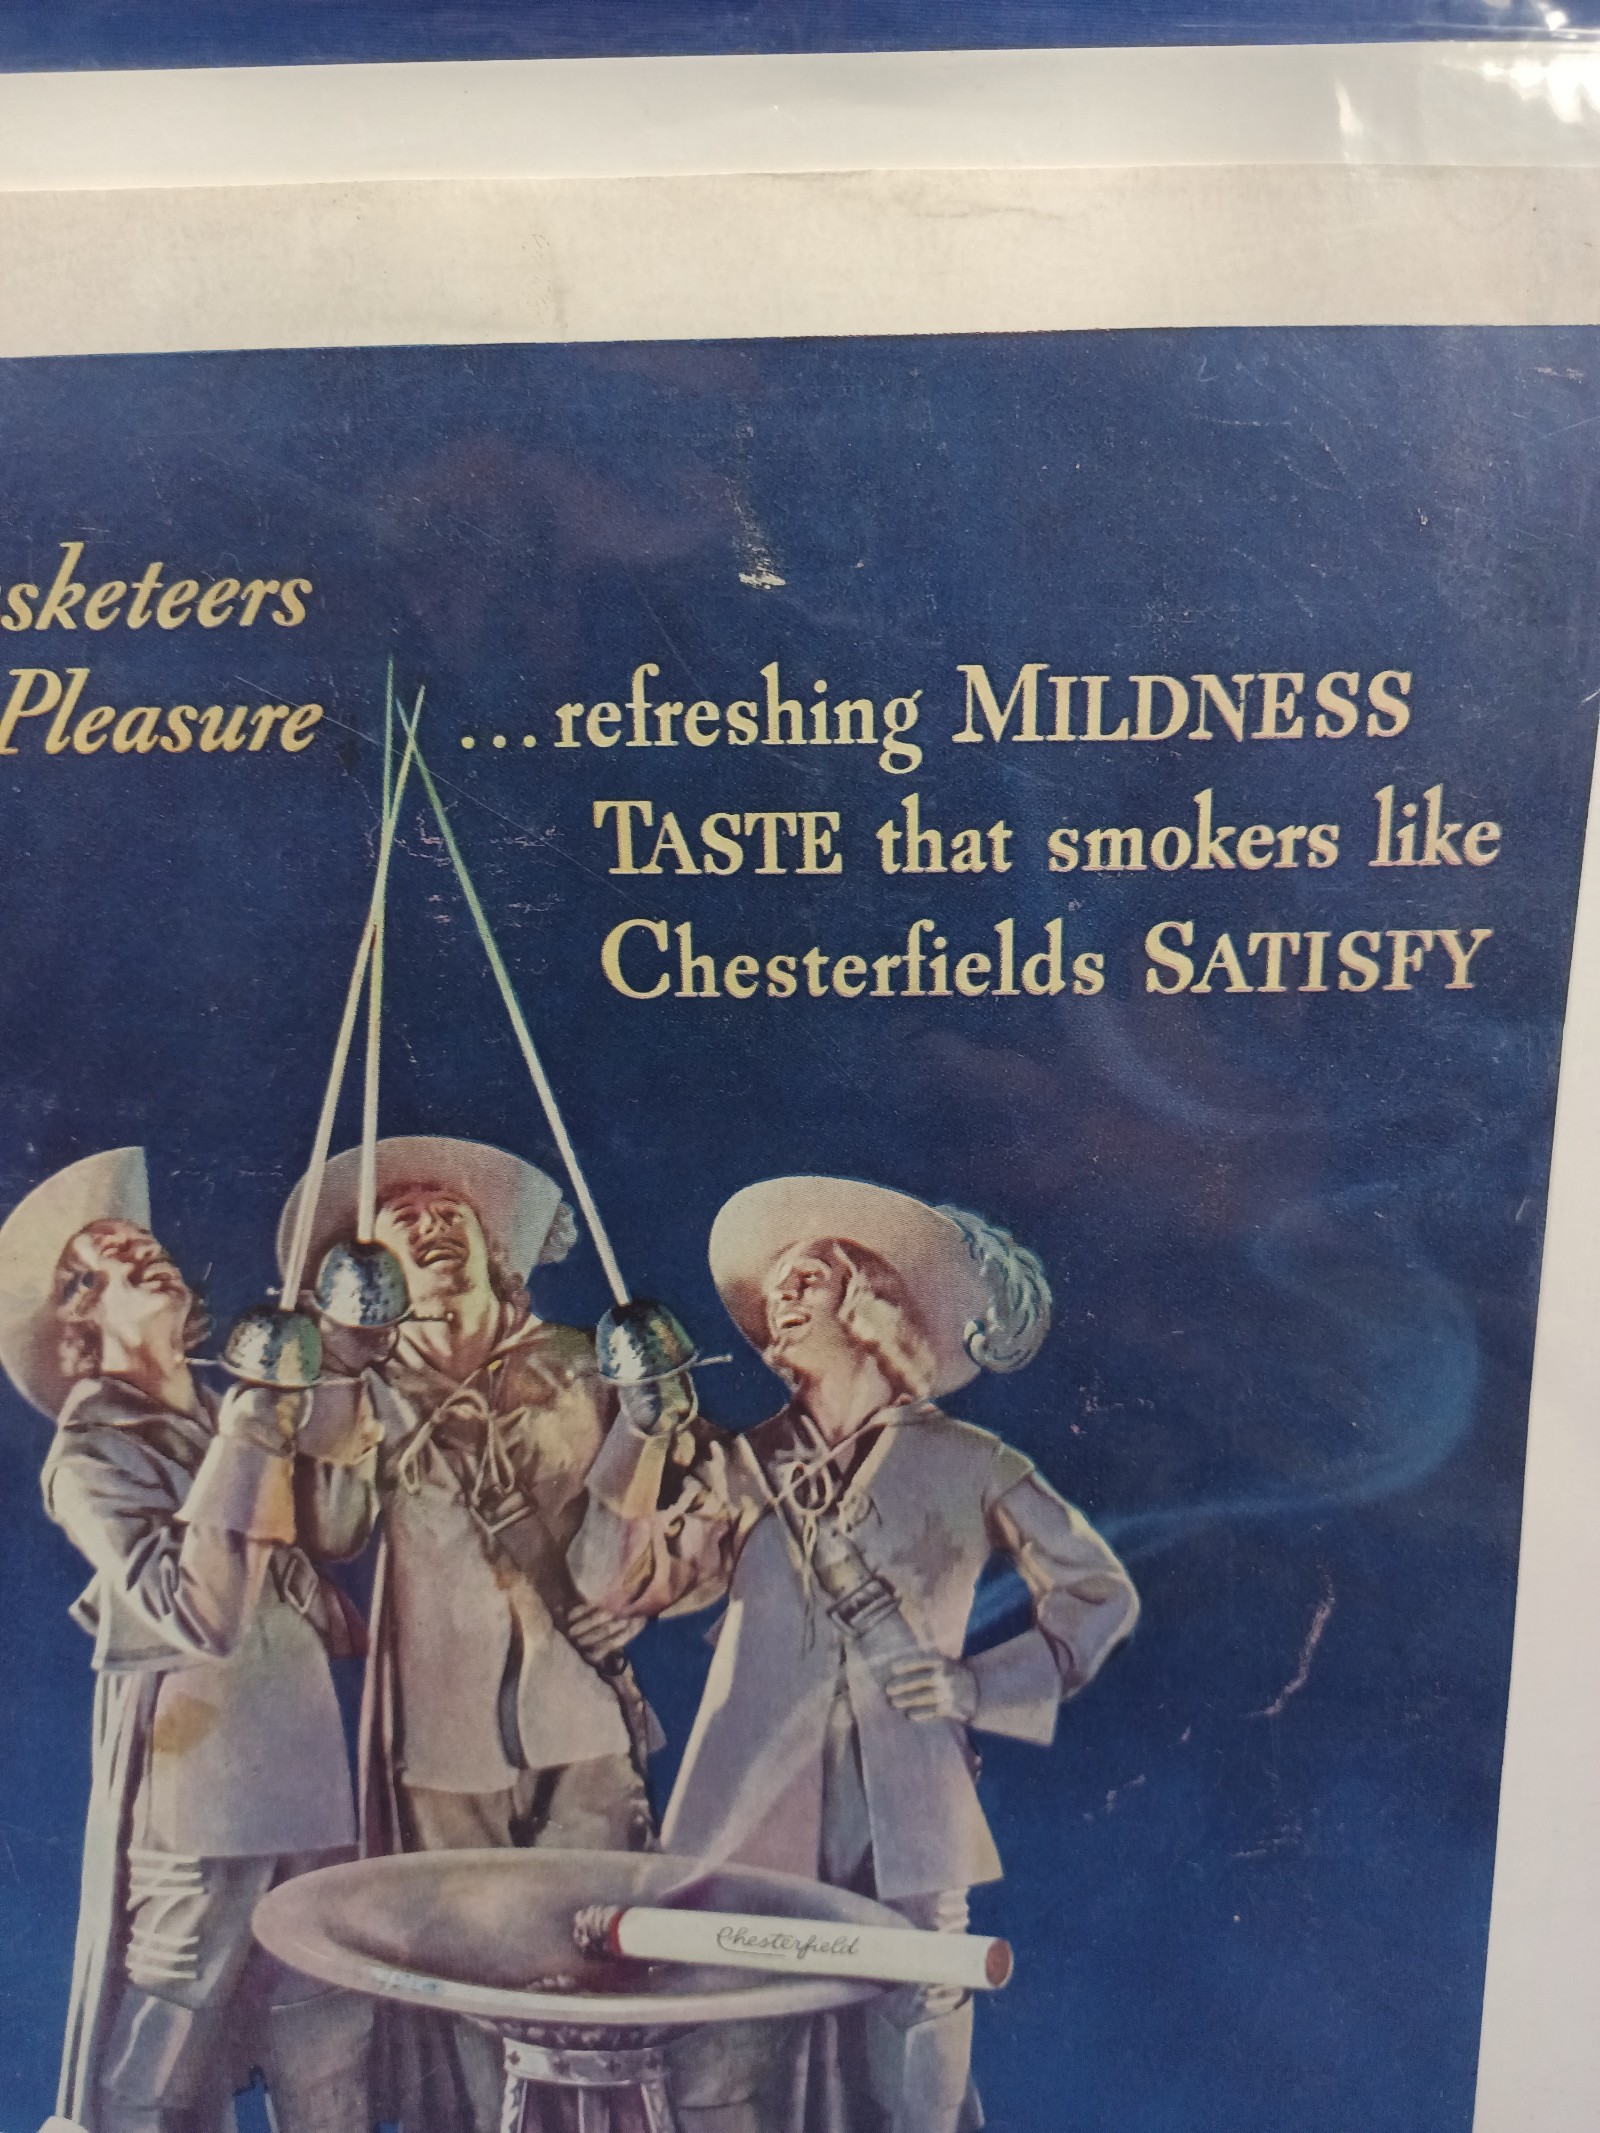 sketeers
Pleasure
...refreshing MILDNESS
TASTE that smokers like
Chesterfields SATISFY
Chesterfield